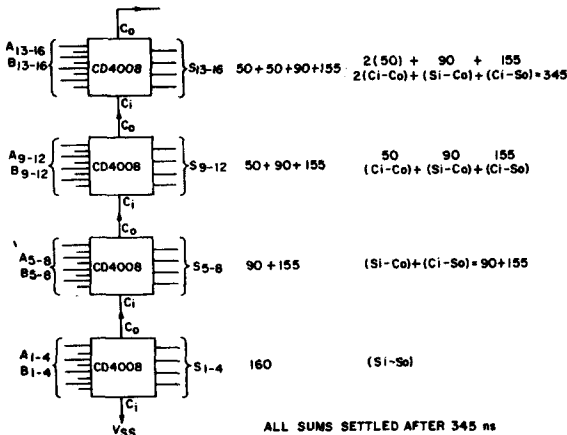 Co
A13-16
B13-16
CD4008
S13-16
50+50+90+155
2(50) + 90 + 155
2(Ci-Co)+(Si-Co)+(Ci-So)=345
Ci
Co
A9-12
B9-12
CD4008
S9-12
50+90+155
50 90 155
(Ci-Co)+(Si-Co)+(Ci-So)
Ci
Co
A5-8
B5-8
CD4008
S5-8
90+155
(Si-Co)+(Ci-So)=90+155
Ci
Co
A1-4
B1-4
CD4008
S1-4
160
(Si-So)
Ci
VSS
ALL SUMS SETTLED AFTER 345 ns